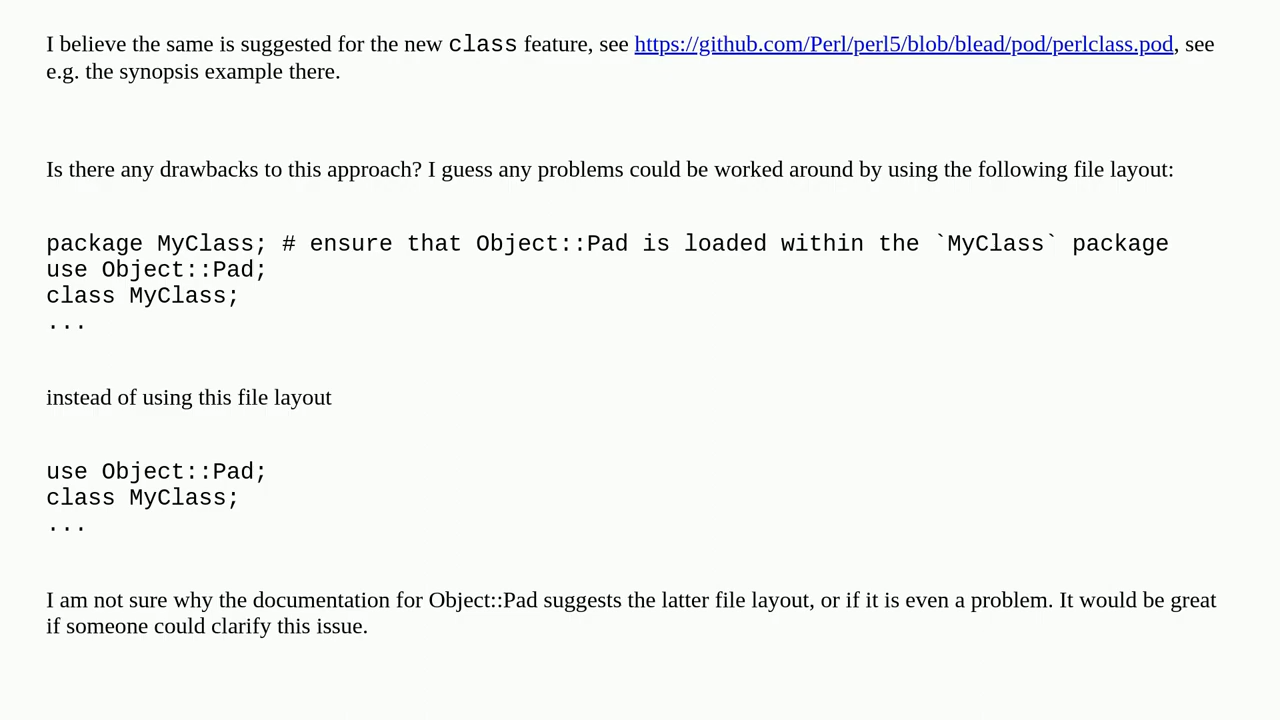 I believe the same is suggested for the new class feature, see https://github.com/Perl/perl5/blob/blead/pod/perlclass.pod, see
e.g. the synopsis example there.
Is there any drawbacks to this approach? I guess any problems could be worked around by using the following file layout:
package MyClass; # ensure that Object::Pad is loaded within the `MyClass` package
use Object::Pad;
class MyClass;
...
instead of using this file layout
use Object::Pad;
class MyClass;
...
I am not sure why the documentation for Object::Pad suggests the latter file layout, or if it is even a problem. It would be great
if someone could clarify this issue.